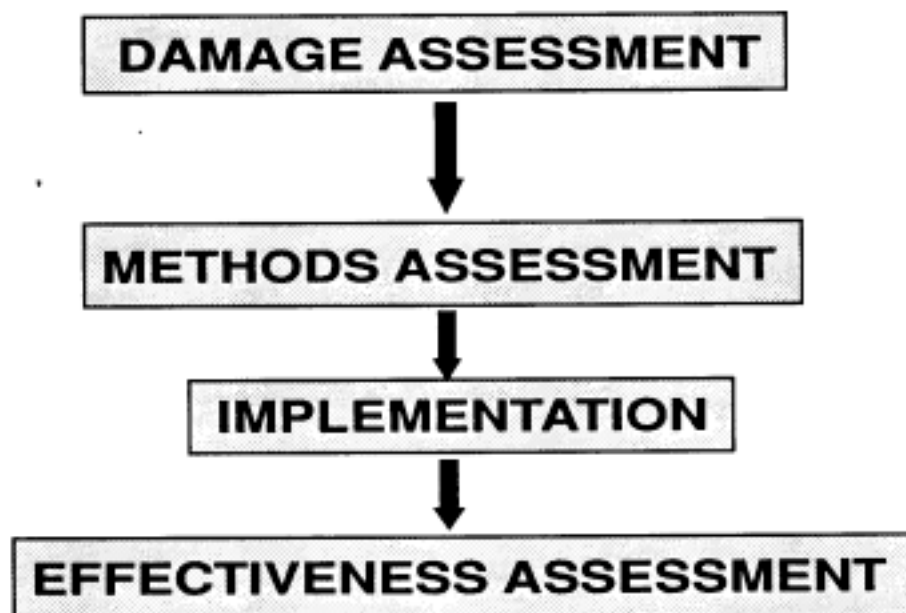 DAMAGE ASSESSMENT
METHODS ASSESSMENT
IMPLEMENTATION
EFFECTIVENESS ASSESSMENT